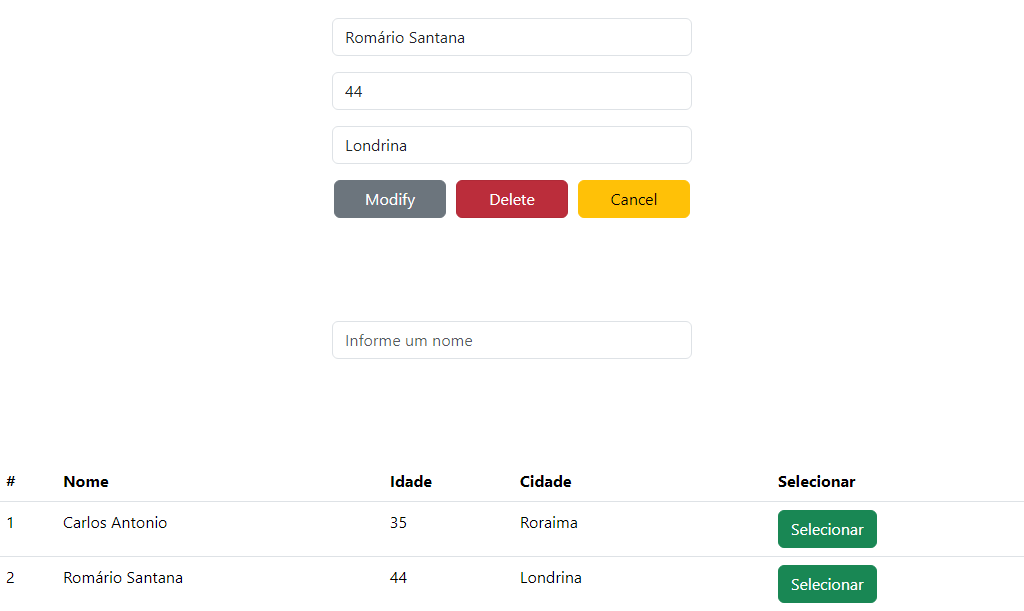 Romário Santana
44
Londrina
Modify Delete Cancel
Informe um nome
# Nome Idade Cidade Selecionar
1 Carlos Antonio 35 Roraima Selecionar
2 Romário Santana 44 Londrina Selecionar